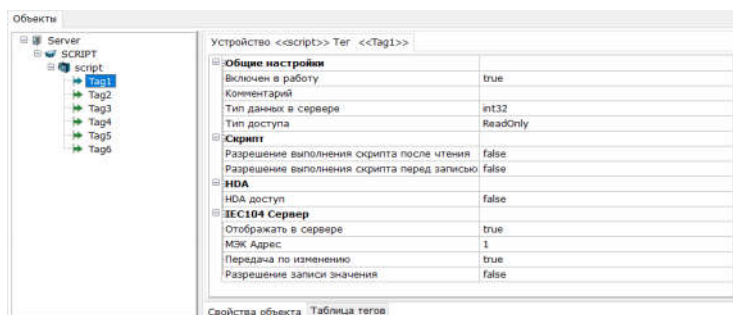 Объекты
Server
SCRIPT
script
Tag1
Tag2
Tag3
Tag4
Tag5
Tag6
Устройство <<script>> Тег <<Tag1>>
Общие настройки
Включен в работу true
Комментарий
Тип данных в сервере int32
Тип доступа ReadOnly
Скрипт
Разрешение выполнения скрипта после чтения false
Разрешение выполнения скрипта перед записью false
HDA
HDA доступ false
IEC104 Сервер
Отображать в сервере true
МЭК Адрес 1
Передача по изменению true
Разрешение записи значения false
Свойства объекта Таблица тегов